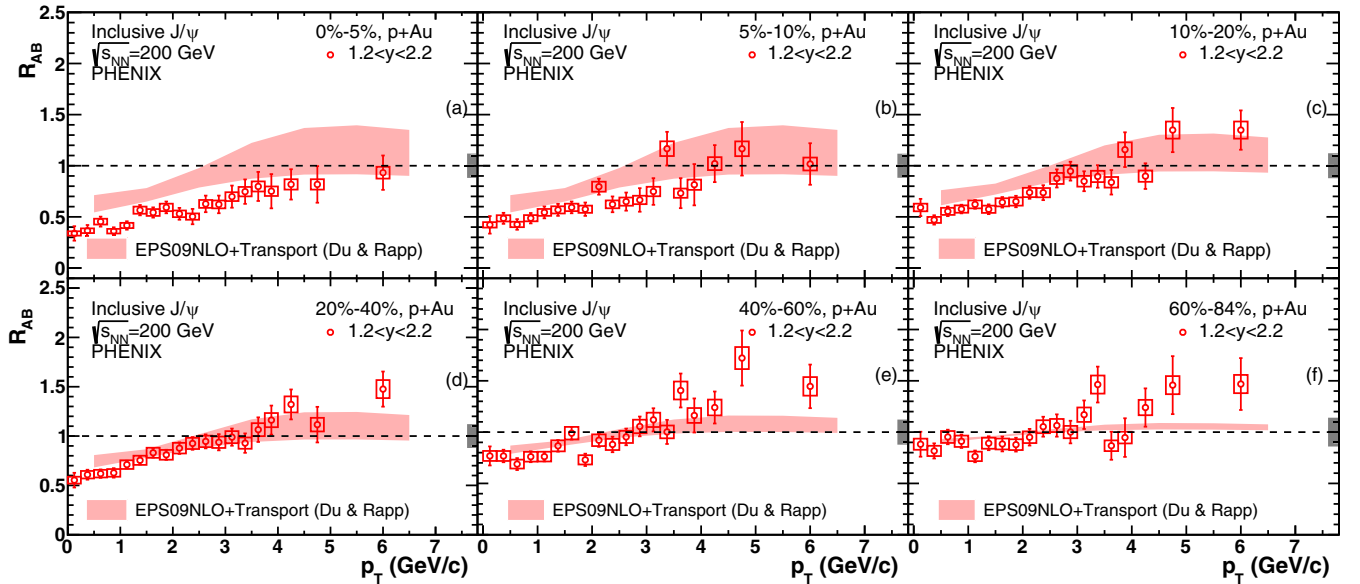 2.5
2
1.5
1
0.5
0
R_AB
Inclusive J/ψ
√s_NN=200 GeV
PHENIX
0%-5%, p+Au
1.2<y<2.2
(a)
EPS09NLO+Transport (Du & Rapp)
Inclusive J/ψ
√s_NN=200 GeV
PHENIX
5%-10%, p+Au
1.2<y<2.2
(b)
EPS09NLO+Transport (Du & Rapp)
Inclusive J/ψ
√s_NN=200 GeV
PHENIX
10%-20%, p+Au
1.2<y<2.2
(c)
EPS09NLO+Transport (Du & Rapp)
2.5
2
1.5
1
0.5
0
R_AB
Inclusive J/ψ
√s_NN=200 GeV
PHENIX
20%-40%, p+Au
1.2<y<2.2
(d)
EPS09NLO+Transport (Du & Rapp)
0 1 2 3 4 5 6 7
p_T (GeV/c)
Inclusive J/ψ
√s_NN=200 GeV
PHENIX
40%-60%, p+Au
1.2<y<2.2
(e)
EPS09NLO+Transport (Du & Rapp)
0 1 2 3 4 5 6 7
p_T (GeV/c)
Inclusive J/ψ
√s_NN=200 GeV
PHENIX
60%-84%, p+Au
1.2<y<2.2
(f)
EPS09NLO+Transport (Du & Rapp)
0 1 2 3 4 5 6 7
p_T (GeV/c)